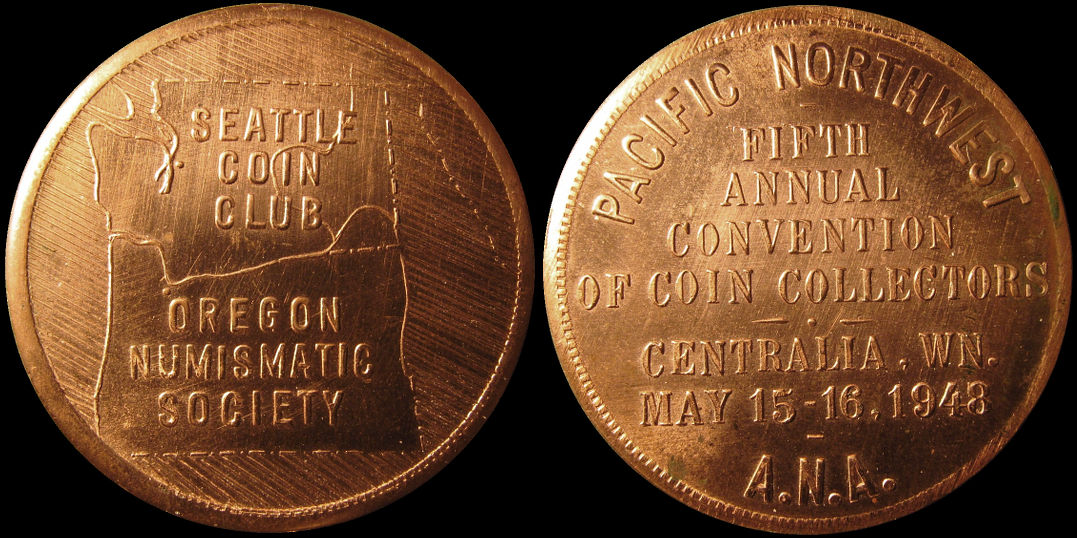 SEATTLE
COIN
CLUB
OREGON
NUMISMATIC
SOCIETY
PACIFIC NORTHWEST
FIFTH
ANNUAL
CONVENTION
OF COIN COLLECTORS
CENTRALIA, WN.
MAY 15-16, 1948
A.N.A.